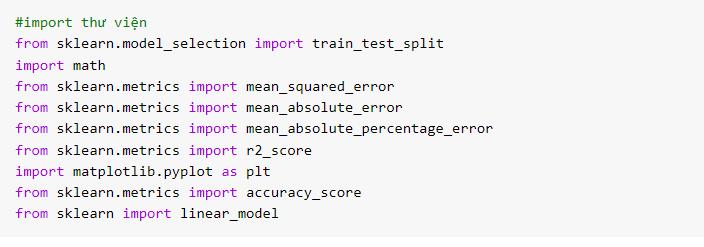 #import thư viện
from sklearn.model_selection import train_test_split
import math
from sklearn.metrics import mean_squared_error
from sklearn.metrics import mean_absolute_error
from sklearn.metrics import mean_absolute_percentage_error
from sklearn.metrics import r2_score
import matplotlib.pyplot as plt
from sklearn.metrics import accuracy_score
from sklearn import linear_model